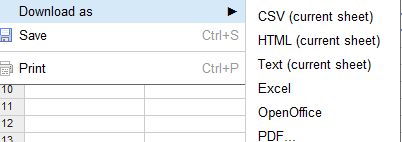 Download as
Save Ctrl+S
Print Ctrl+P
10
11
12
13
CSV (current sheet)
HTML (current sheet)
Text (current sheet)
Excel
OpenOffice
PDF...